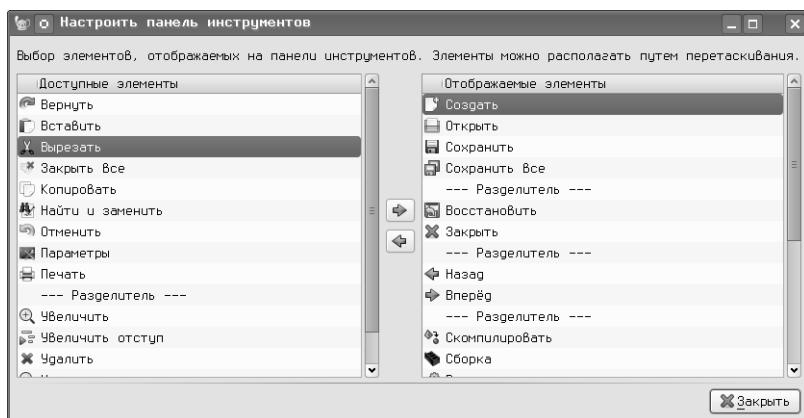 Настроить панель инструментов
Выбор элементов, отображаемых на панели инструментов. Элементы можно располагать путем перетаскивания.
Доступные элементы
Вернуть
Вставить
Вырезать
Закрыть все
Копировать
Найти и заменить
Отменить
Параметры
Печать
--- Разделитель ---
Увеличить
Увеличить отступ
Удалить
Отображаемые элементы
Создать
Открыть
Сохранить
Сохранить все
--- Разделитель ---
Восстановить
Закрыть
--- Разделитель ---
Назад
Вперёд
--- Разделитель ---
Скомпилировать
Сборка
Закрыть